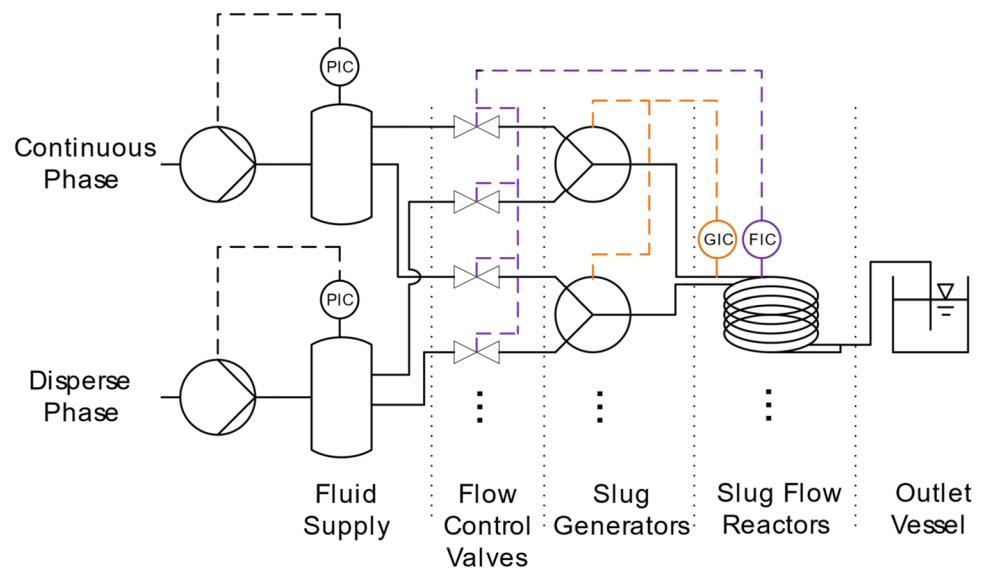 PIC
Continuous
Phase
GIC
FIC
PIC
Disperse
Phase
Fluid
Supply
Flow
Control
Valves
Slug
Generators
Slug Flow
Reactors
Outlet
Vessel